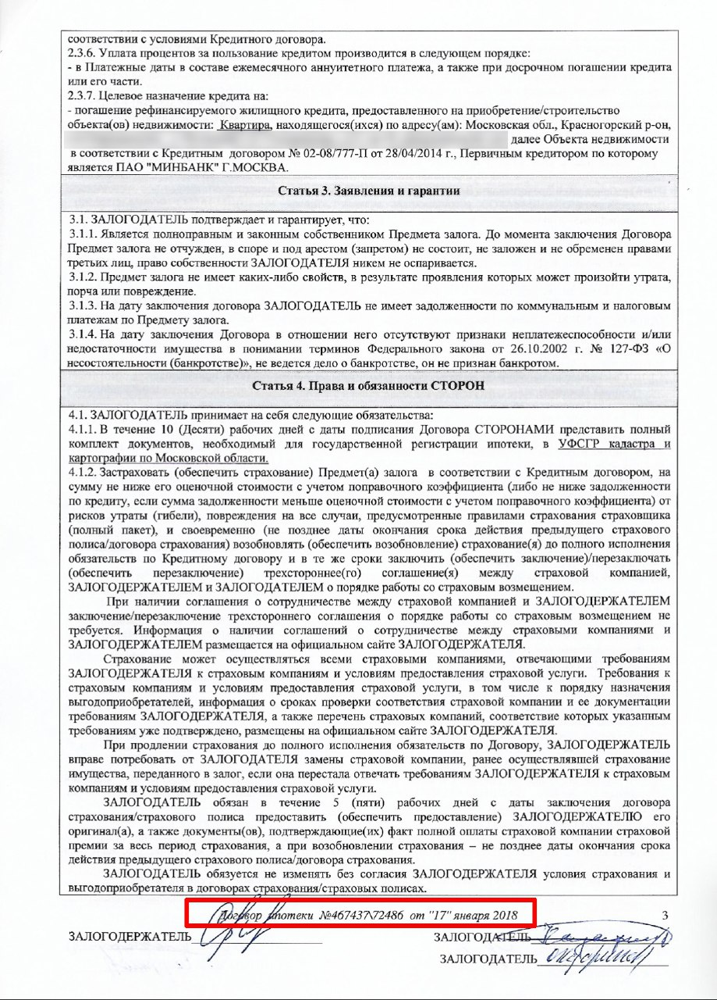 соответствии с условиями Кредитного договора.
2.3.6. Уплата процентов за пользование кредитом производится в следующем порядке:
- в Платежные даты в составе ежемесячного аннуитетного платежа, а также при досрочном погашении кредита
или его части.
2.3.7. Целевое назначение кредита на:
- погашение рефинансируемого жилищного кредита, предоставленного на приобретение/строительство
объекта(ов) недвижимости: Квартира, находящегося(ихся) по адресу(ам): Московская обл., Красногорский р-он,
далее Объекта недвижимости
в соответствии с Кредитным договором № 02-08/777-П от 28/04/2014 г., Первичным кредитором по которому
является ПАО "МИНБАНК" Г.МОСКВА.
Статья 3. Заявления и гарантии
3.1. ЗАЛОГОДАТЕЛЬ подтверждает и гарантирует, что:
3.1.1. Является полноправным и законным собственником Предмета залога. До момента заключения Договора
Предмет залога не отчужден, в споре и под арестом (запретом) не состоит, не заложен и не обременен правами
третьих лиц, право собственности ЗАЛОГОДАТЕЛЯ никем не оспаривается.
3.1.2. Предмет залога не имеет каких-либо свойств, в результате проявления которых может произойти утрата,
порча или повреждение.
3.1.3. На дату заключения договора ЗАЛОГОДАТЕЛЬ не имеет задолженности по коммунальным и налоговым
платежам по Предмету залога.
3.1.4. На дату заключения Договора в отношении него отсутствуют признаки неплатежеспособности и/или
недостаточности имущества в понимании терминов Федерального закона от 26.10.2002 г. № 127-ФЗ «О
несостоятельности (банкротстве)», не ведется дело о банкротстве, он не признан банкротом.
Статья 4. Права и обязанности СТОРОН
4.1. ЗАЛОГОДАТЕЛЬ принимает на себя следующие обязательства:
4.1.1. В течение 10 (Десяти) рабочих дней с даты подписания Договора СТОРОНАМИ представить полный
комплект документов, необходимый для государственной регистрации ипотеки, в УФСГР кадастра и
картографии по Московской области.
4.1.2. Застраховать (обеспечить страхование) Предмет(а) залога в соответствии с Кредитным договором, на
сумму не ниже его оценочной стоимости с учетом поправочного коэффициента (либо не ниже задолженности
по кредиту, если сумма задолженности меньше оценочной стоимости с учетом поправочного коэффициента) от
рисков утраты (гибели), повреждения на все случаи, предусмотренные правилами страхования страховщика
(полный пакет), и своевременно (не позднее даты окончания срока действия предыдущего страхового
полиса/договора страхования) возобновлять (обеспечить возобновление) страхование(я) до полного исполнения
обязательств по Кредитному договору и в те же сроки заключить (обеспечить заключение)/перезаключать
(обеспечить перезаключение) трехстороннее(го) соглашение(я) между страховой компанией,
ЗАЛОГОДЕРЖАТЕЛЕМ и ЗАЛОГОДАТЕЛЕМ о порядке работы со страховым возмещением.
При наличии соглашения о сотрудничестве между страховой компанией и ЗАЛОГОДЕРЖАТЕЛЕМ
заключение/перезаключение трехстороннего соглашения о порядке работы со страховым возмещением не
требуется. Информация о наличии соглашений о сотрудничестве между страховыми компаниями и
ЗАЛОГОДЕРЖАТЕЛЕМ размещается на официальном сайте ЗАЛОГОДЕРЖАТЕЛЯ.
Страхование может осуществляться всеми страховыми компаниями, отвечающими требованиям
ЗАЛОГОДЕРЖАТЕЛЯ к страховым компаниям и условиям предоставления страховой услуги. Требования к
страховым компаниям и условиям предоставления страховой услуги, в том числе к порядку назначения
выгодоприобретателей, информация о сроках проверки соответствия страховой компании и ее документации
требованиям ЗАЛОГОДЕРЖАТЕЛЯ, а также перечень страховых компаний, соответствие которых указанным
требованиям уже подтверждено, размещены на официальном сайте ЗАЛОГОДЕРЖАТЕЛЯ.
При продлении страхования до полного исполнения обязательств по Договору, ЗАЛОГОДЕРЖАТЕЛЬ
вправе потребовать от ЗАЛОГОДАТЕЛЯ замены страховой компании, ранее осуществлявшей страхование
имущества, переданного в залог, если она перестала отвечать требованиям ЗАЛОГОДЕРЖАТЕЛЯ к страховым
компаниям и условиям предоставления страховой услуги.
ЗАЛОГОДАТЕЛЬ обязан в течение 5 (пяти) рабочих дней с даты заключения договора
страхования/страхового полиса предоставить (обеспечить предоставление) ЗАЛОГОДЕРЖАТЕЛЮ его
оригинал(а), а также документы(ов), подтверждающие(их) факт полной оплаты страховой компании страховой
премии за весь период страхования, а при возобновлении страхования – не позднее даты окончания срока
действия предыдущего страхового полиса/договора страхования.
ЗАЛОГОДАТЕЛЬ обязуется не изменять без согласия ЗАЛОГОДЕРЖАТЕЛЯ условия страхования и
выгодоприобретателя в договорах страхования/страховых полисах.
Договор ипотеки №467437\72486 от "17" января 2018 3
ЗАЛОГОДЕРЖАТЕЛЬ ЗАЛОГОДАТЕЛЬ
ЗАЛОГОДАТЕЛЬ